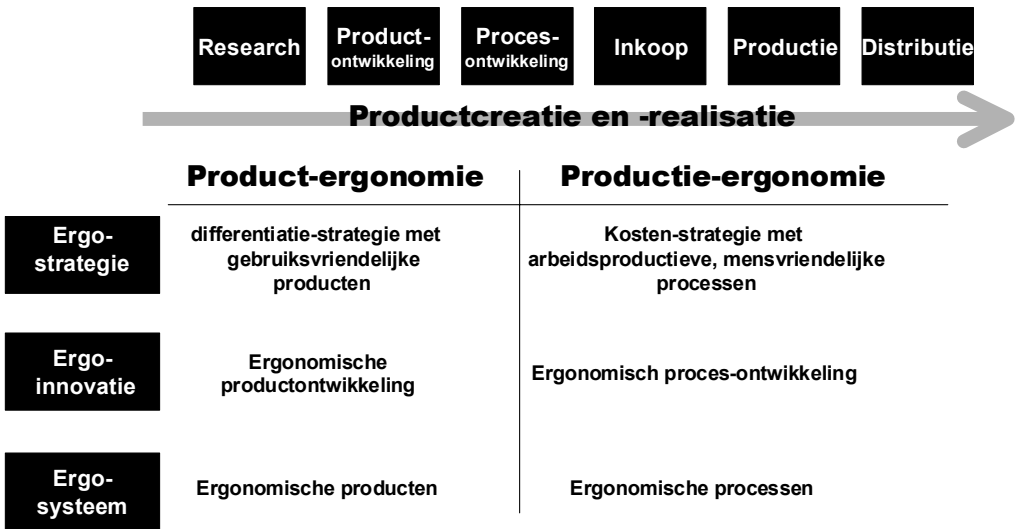 Research
Product-
ontwikkeling
Proces-
ontwikkeling
Inkoop
Productie
Distributie
Productcreatie en -realisatie
Product-ergonomie
Productie-ergonomie
Ergo-
strategie
differentiatie-strategie met
gebruiksvriendelijke
producten
Kosten-strategie met
arbeidsproductieve, mensvriendelijke
processen
Ergo-
innovatie
Ergonomische
productontwikkeling
Ergonomisch proces-ontwikkeling
Ergo-
systeem
Ergonomische producten
Ergonomische processen